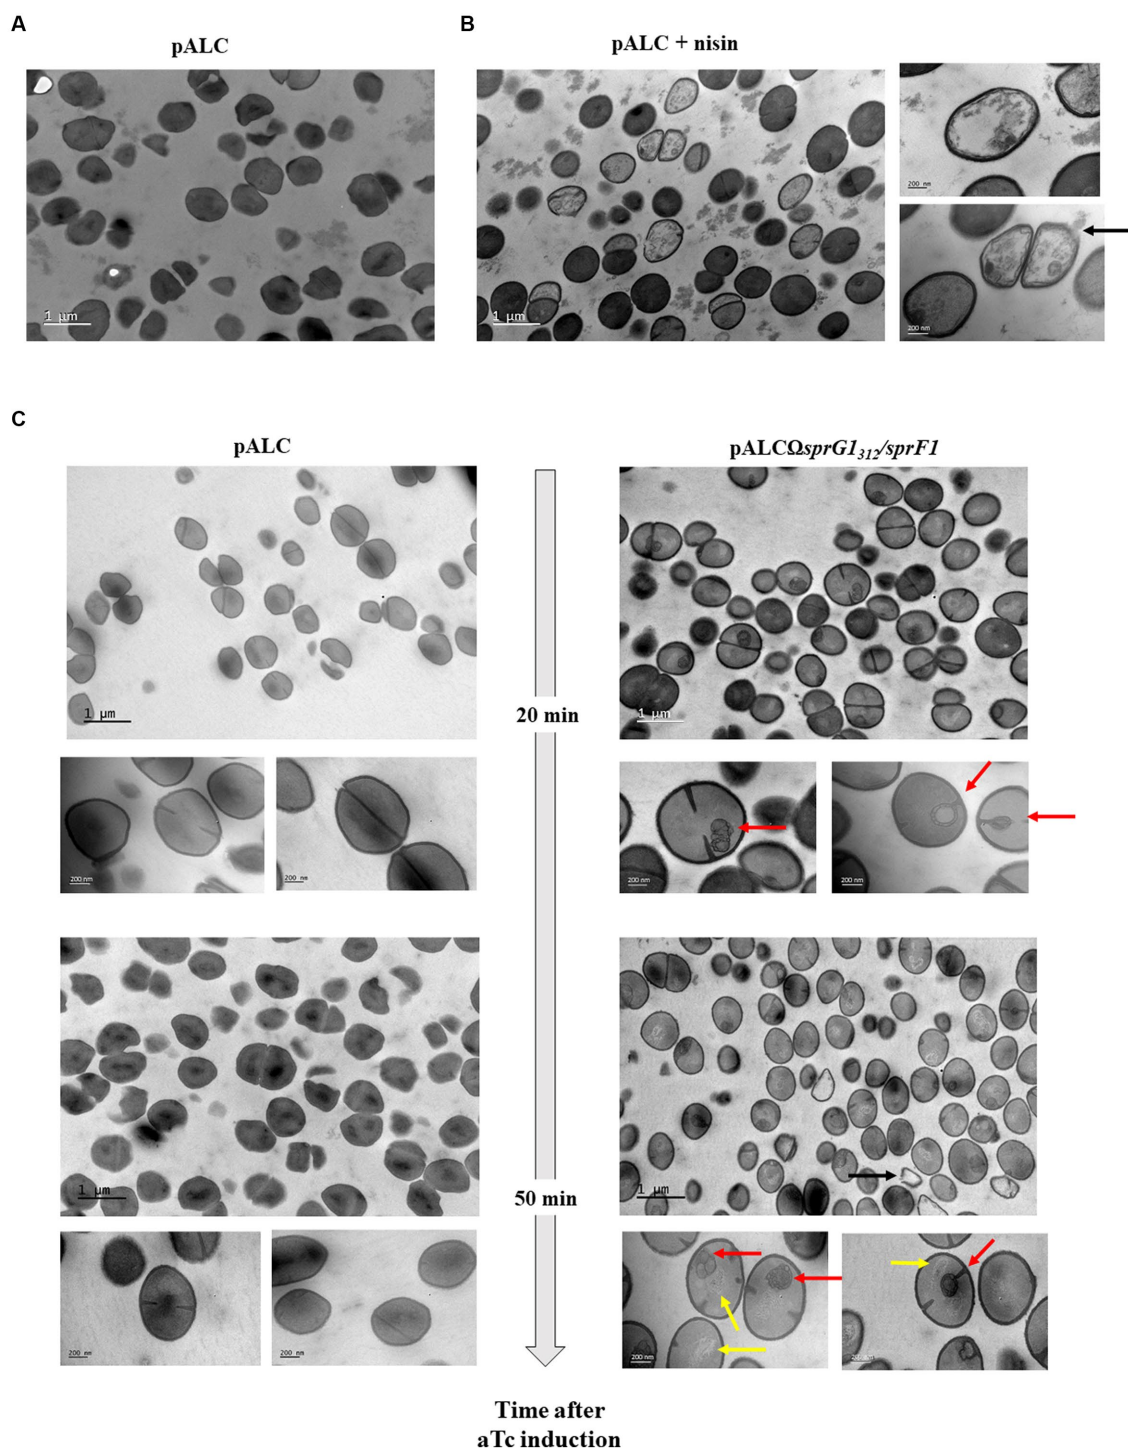 A
pALC
1 µm
B
pALC + nisin
1 µm
200 nm
200 nm
C
pALC
pALCΩsprG1₃₁₂/sprF1
1 µm
1 µm
20 min
200 nm
200 nm
200 nm
200 nm
1 µm
1 µm
50 min
200 nm
200 nm
200 nm
200 nm
Time after
aTc induction